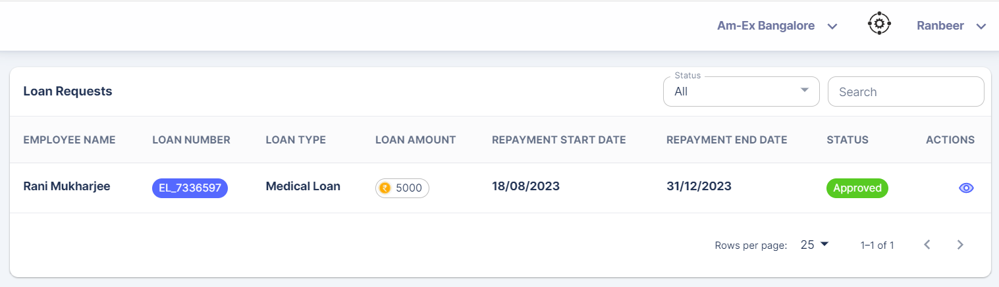 Am-Ex Bangalore Ranbeer
Status
Loan Requests All Search
EMPLOYEE NAME LOAN NUMBER LOAN TYPE LOAN AMOUNT REPAYMENT START DATE REPAYMENT END DATE STATUS ACTIONS
Rani Mukharjee EL_7336597 Medical Loan ₹ 5000 18/08/2023 31/12/2023 Approved
Rows per page: 25 1–1 of 1